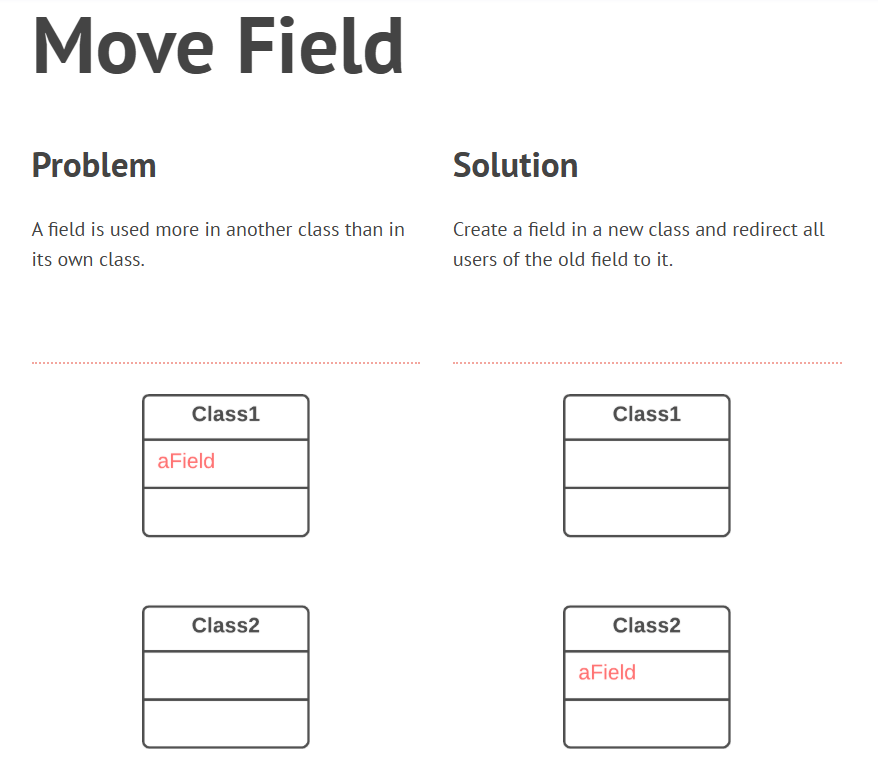 Move Field
Problem
A field is used more in another class than in
its own class.
Solution
Create a field in a new class and redirect all
users of the old field to it.
Class1
aField
Class2
Class1
Class2
aField